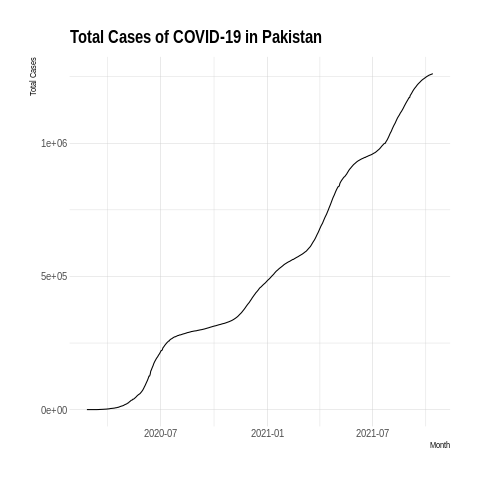 Total Cases of COVID-19 in Pakistan
Total Cases
1e+06
5e+05
0e+00
2020-07
2021-01
2021-07
Month